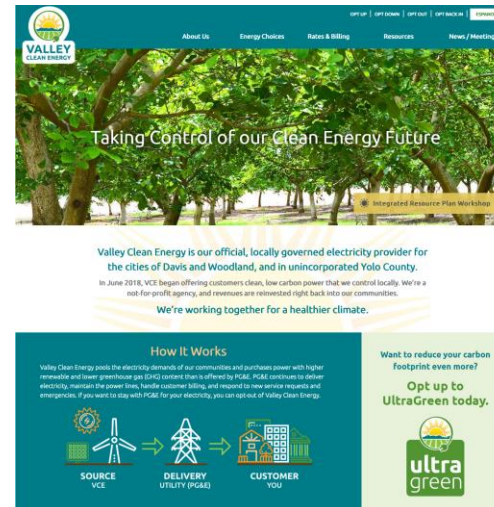 OPT UP | OPT DOWN | OPT OUT | OPT BACK IN |
VALLEY
CLEAN ENERGY
About Us Energy Choices Rates & Billing Resources News / Meeting
Taking Control of our Clean Energy Future
Integrated Resource Plan Workshop
Valley Clean Energy is our official, locally governed electricity provider for
the cities of Davis and Woodland, and in unincorporated Yolo County.
In June 2018, VCE began offering customers clean, low carbon power that we control locally. We're a
not-for-profit agency, and revenues are reinvested right back into our communities.
We're working together for a healthier climate.
How It Works
Valley Clean Energy pools the electricity demands of our communities and purchases power with higher
renewable and lower greenhouse gas (GHG) content than is offered by PG&E. PG&E continues to deliver
electricity, maintain the power lines, handle customer billing, and respond to new service requests and
emergencies. If you want to stay with PG&E for your electricity, you can opt-out of Valley Clean Energy.
SOURCE
VCE
DELIVERY
UTILITY (PG&E)
CUSTOMER
YOU
Want to reduce your carbon
footprint even more?
Opt up to
UltraGreen today.
ultra
green